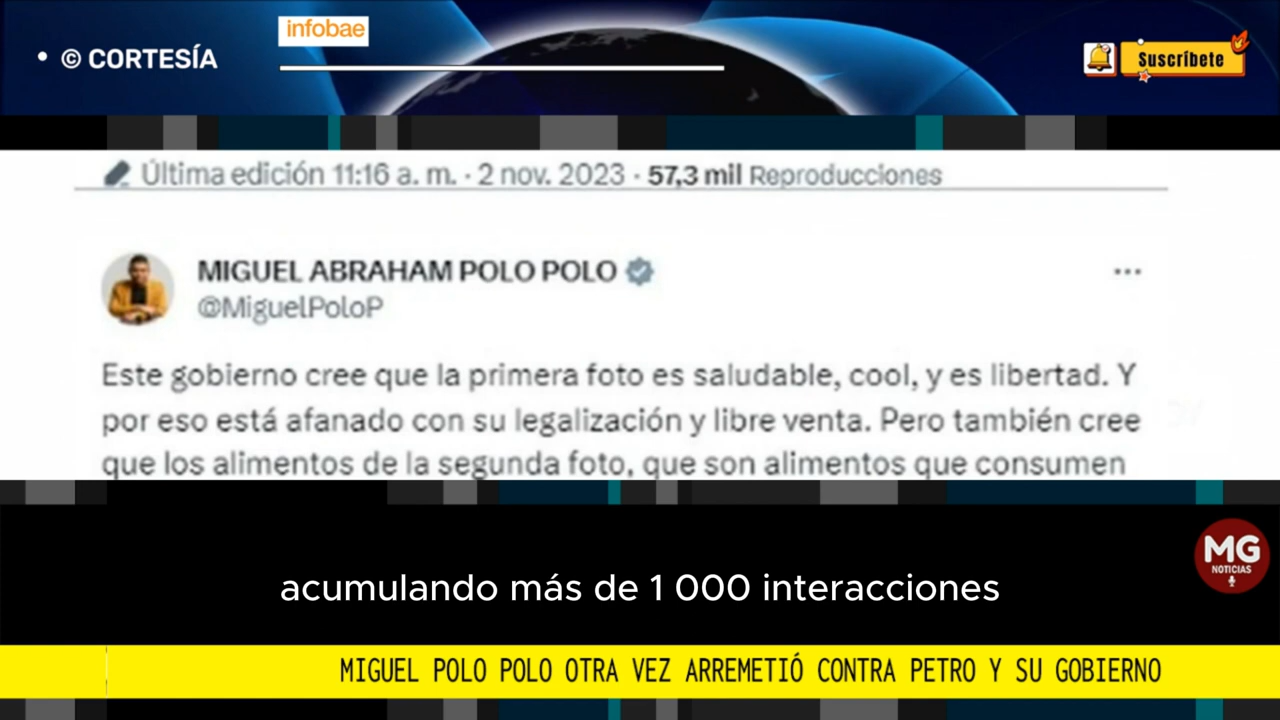 infobae
• © CORTESÍA
Suscríbete
Última edición 11:16 a. m. · 2 nov. 2023 · 57,3 mil Reproducciones
MIGUEL ABRAHAM POLO POLO
@MiguelPoloP
Este gobierno cree que la primera foto es saludable, cool, y es libertad. Y
por eso está afanado con su legalización y libre venta. Pero también cree
que los alimentos de la segunda foto, que son alimentos que consumen
MG
NOTICIAS
acumulando más de 1 000 interacciones
MIGUEL POLO POLO OTRA VEZ ARREMETIÓ CONTRA PETRO Y SU GOBIERNO